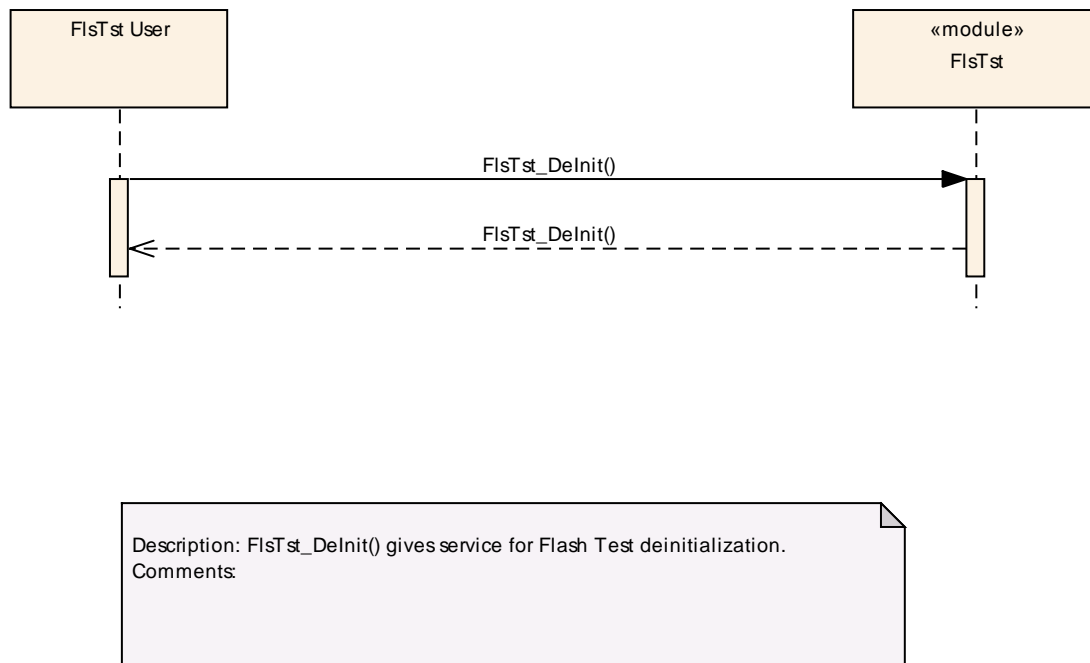 FlsTst User
«module»
FlsTst
FlsTst_DeInit()
FlsTst_DeInit()
Description: FlsTst_DeInit() gives service for Flash Test deinitialization.
Comments: